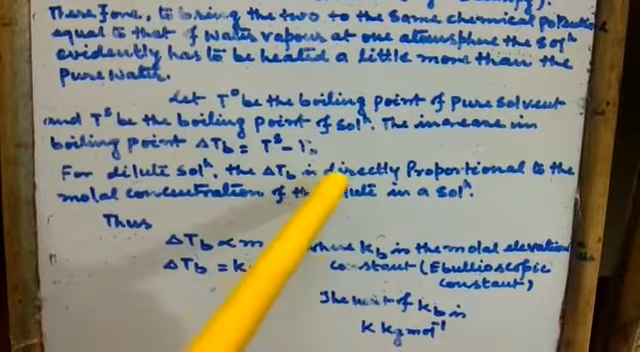 Therefore, to bring the two to the same chemical potential
equal to that of water vapour at one atomsphere the solⁿ
evidently has to be heated a little more than the
pure water.
Let T° be the boiling point of pure solvent
and Tˢ be the boiling point of solⁿ. The increase in
boiling point ΔTb = Tˢ –
For dilute solⁿ. the ΔTb is directly Proportional to the
molal concentration of the solute in a solⁿ.
Thus
ΔTb ∝ m where Kb is the molal elevation
ΔTb = K constant (Ebullioscopic
constant)
The unit of Kb is
K kg mol⁻¹